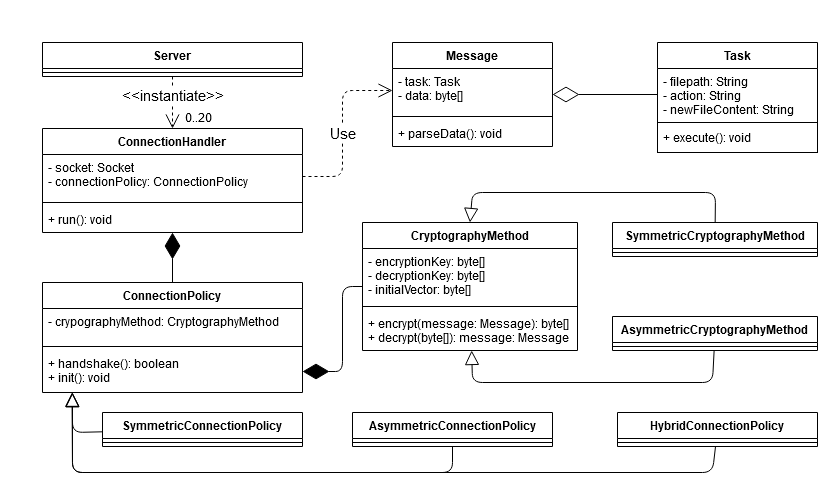 Server
<<instantiate>>
0..20
ConnectionHandler
- socket: Socket
- connectionPolicy: ConnectionPolicy
+ run(): void
Use
Message
- task: Task
- data: byte[]
+ parseData(): void
Task
- filepath: String
- action: String
- newFileContent: String
+ execute(): void
ConnectionPolicy
- crypographyMethod: CryptographyMethod
+ handshake(): boolean
+ init(): void
CryptographyMethod
- encryptionKey: byte[]
- decryptionKey: byte[]
- initialVector: byte[]
+ encrypt(message: Message): byte[]
+ decrypt(byte[]): message: Message
SymmetricCryptographyMethod
AsymmetricCryptographyMethod
SymmetricConnectionPolicy
AsymmetricConnectionPolicy
HybridConnectionPolicy